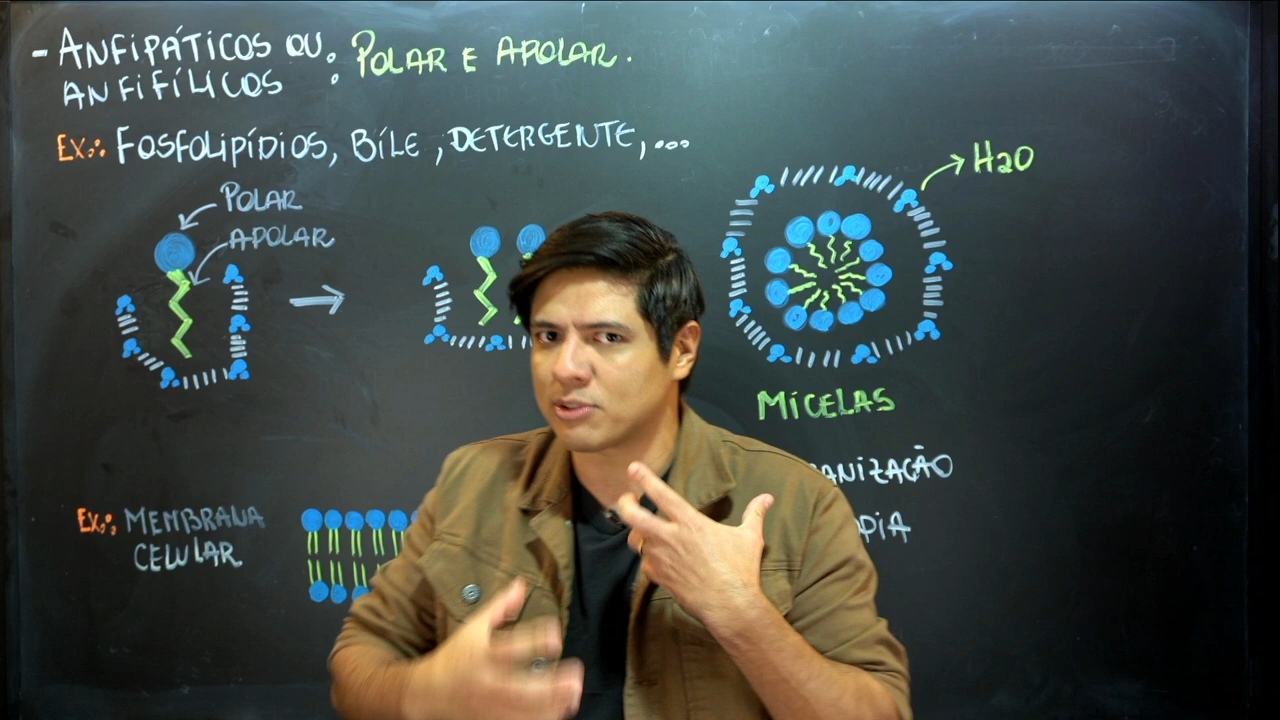 - ANFIPÁTICOS OU : POLAR E APOLAR.
ANFIFÍLICOS
Ex.: FOSFOLIPÍDIOS, BÍLE, DETERGENTE, ...
POLAR
APOLAR
H2O
MICELAS
Ex.: MEMBRANA
CELULAR